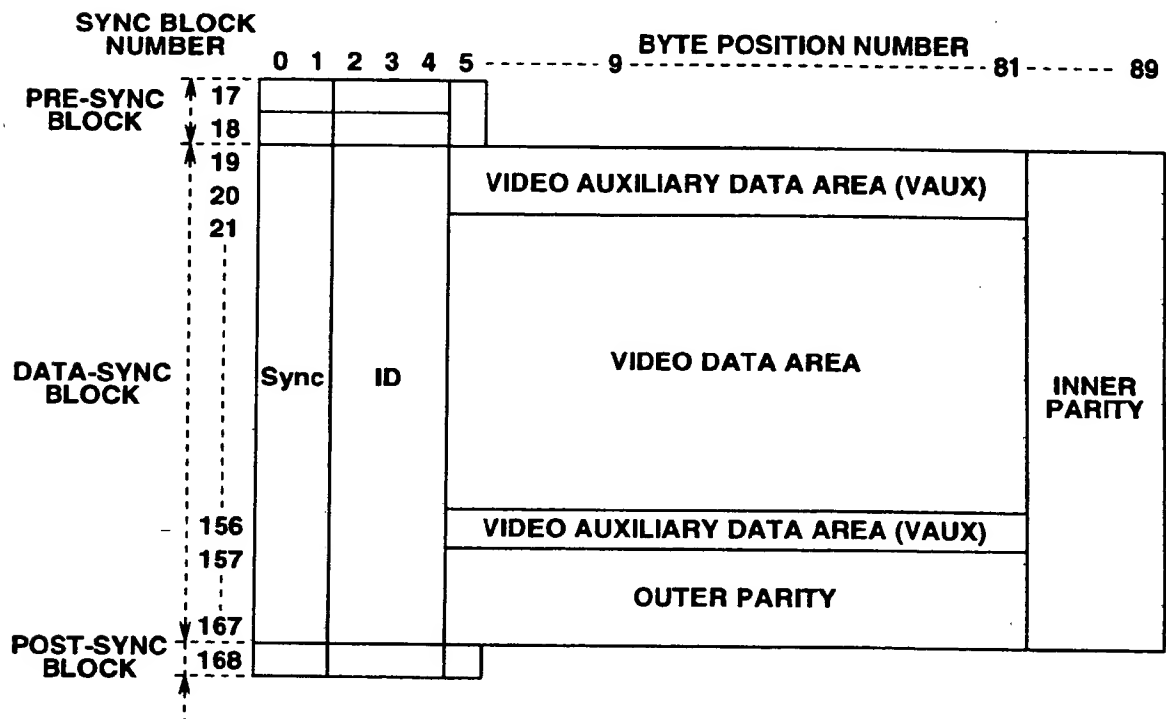 SYNC BLOCK
NUMBER
BYTE POSITION NUMBER
0 1 2 3 4 5 9 81 89
PRE-SYNC
BLOCK
17
18
19
20
21
VIDEO AUXILIARY DATA AREA (VAUX)
DATA-SYNC
BLOCK
Sync
ID
VIDEO DATA AREA
INNER
PARITY
156
VIDEO AUXILIARY DATA AREA (VAUX)
157
OUTER PARITY
167
POST-SYNC
BLOCK
168